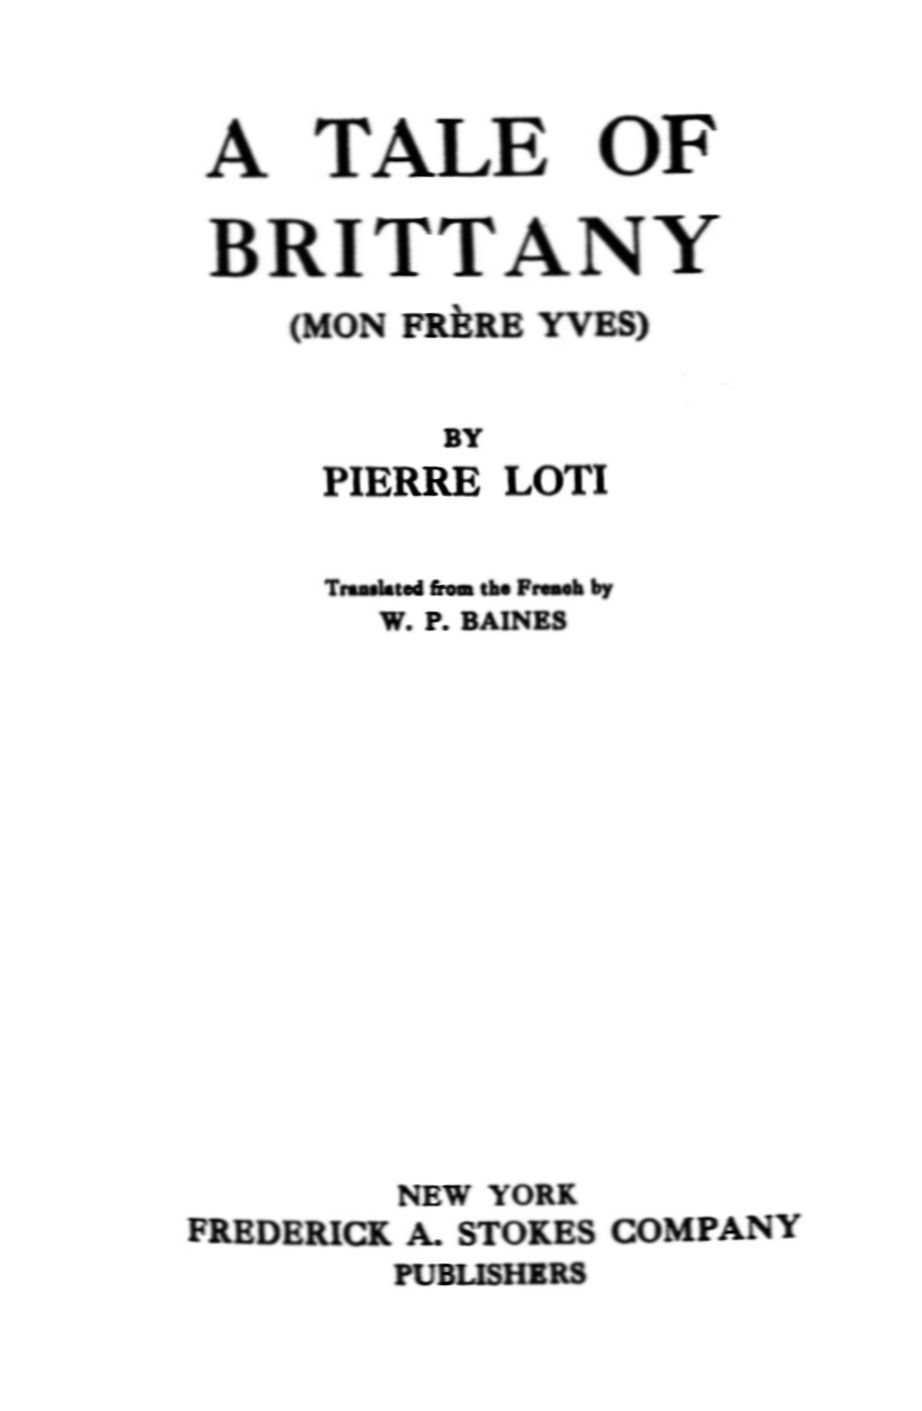 A TALE OF
BRITTANY
(MON FRÈRE YVES)
BY
PIERRE LOTI
Translated from the French by
W. P. BAINES
NEW YORK
FREDERICK A. STOKES COMPANY
PUBLISHERS